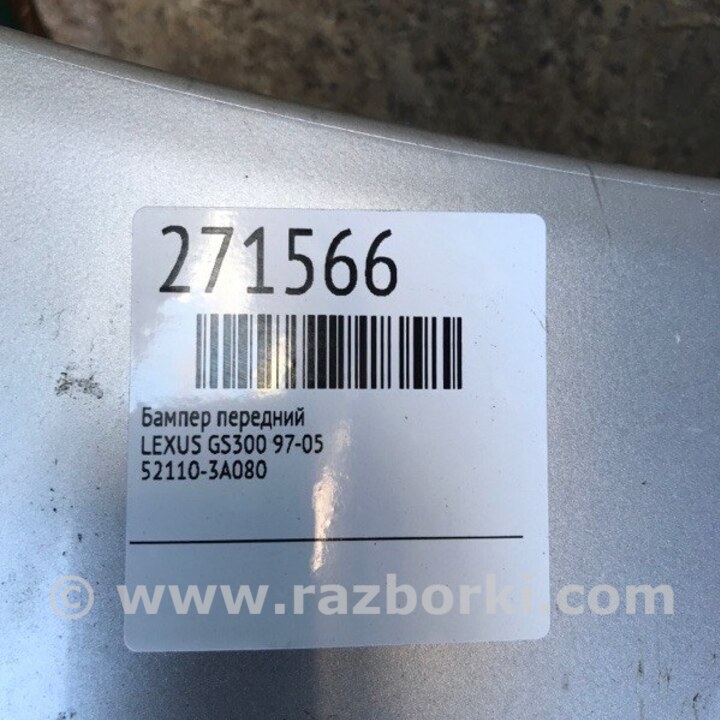 271566
Бампер передний
LEXUS GS300 97-05
52110-3A080
© www.razborki.com